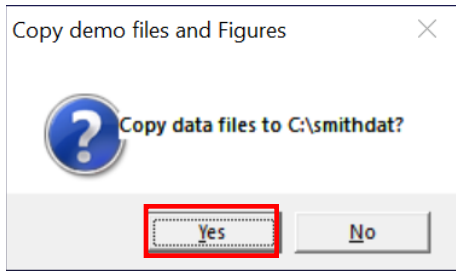 Copy demo files and Figures
Copy data files to C:\smithdat?
Yes No